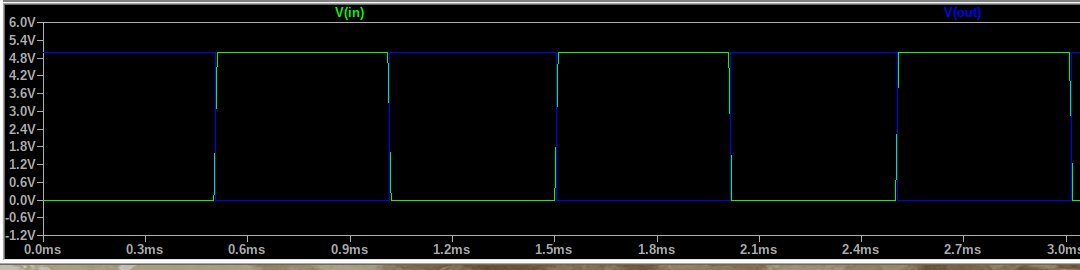 V(in) V(out)
6.0V
5.4V
4.8V
4.2V
3.6V
3.0V
2.4V
1.8V
1.2V
0.6V
0.0V
-0.6V
-1.2V
0.0ms 0.3ms 0.6ms 0.9ms 1.2ms 1.5ms 1.8ms 2.1ms 2.4ms 2.7ms 3.0ms